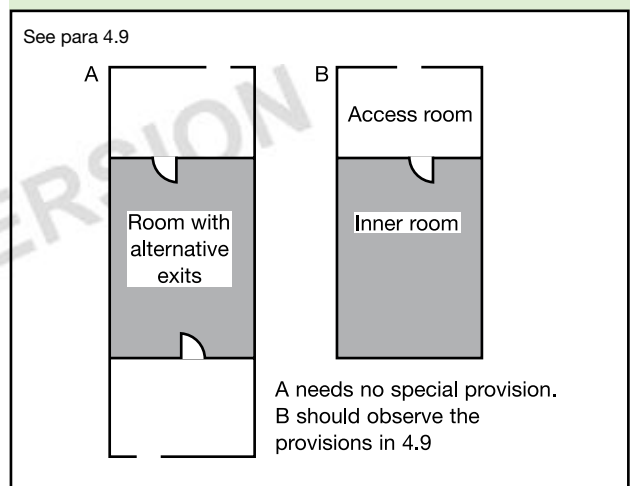 See para 4.9
A
B
Access room
Room with
alternative
exits
Inner room
A needs no special provision.
B should observe the
provisions in 4.9
ERSION